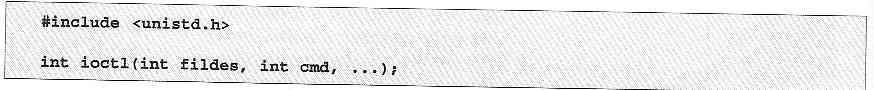 #include <unistd.h>
int ioctl(int fildes, int cmd, ...);